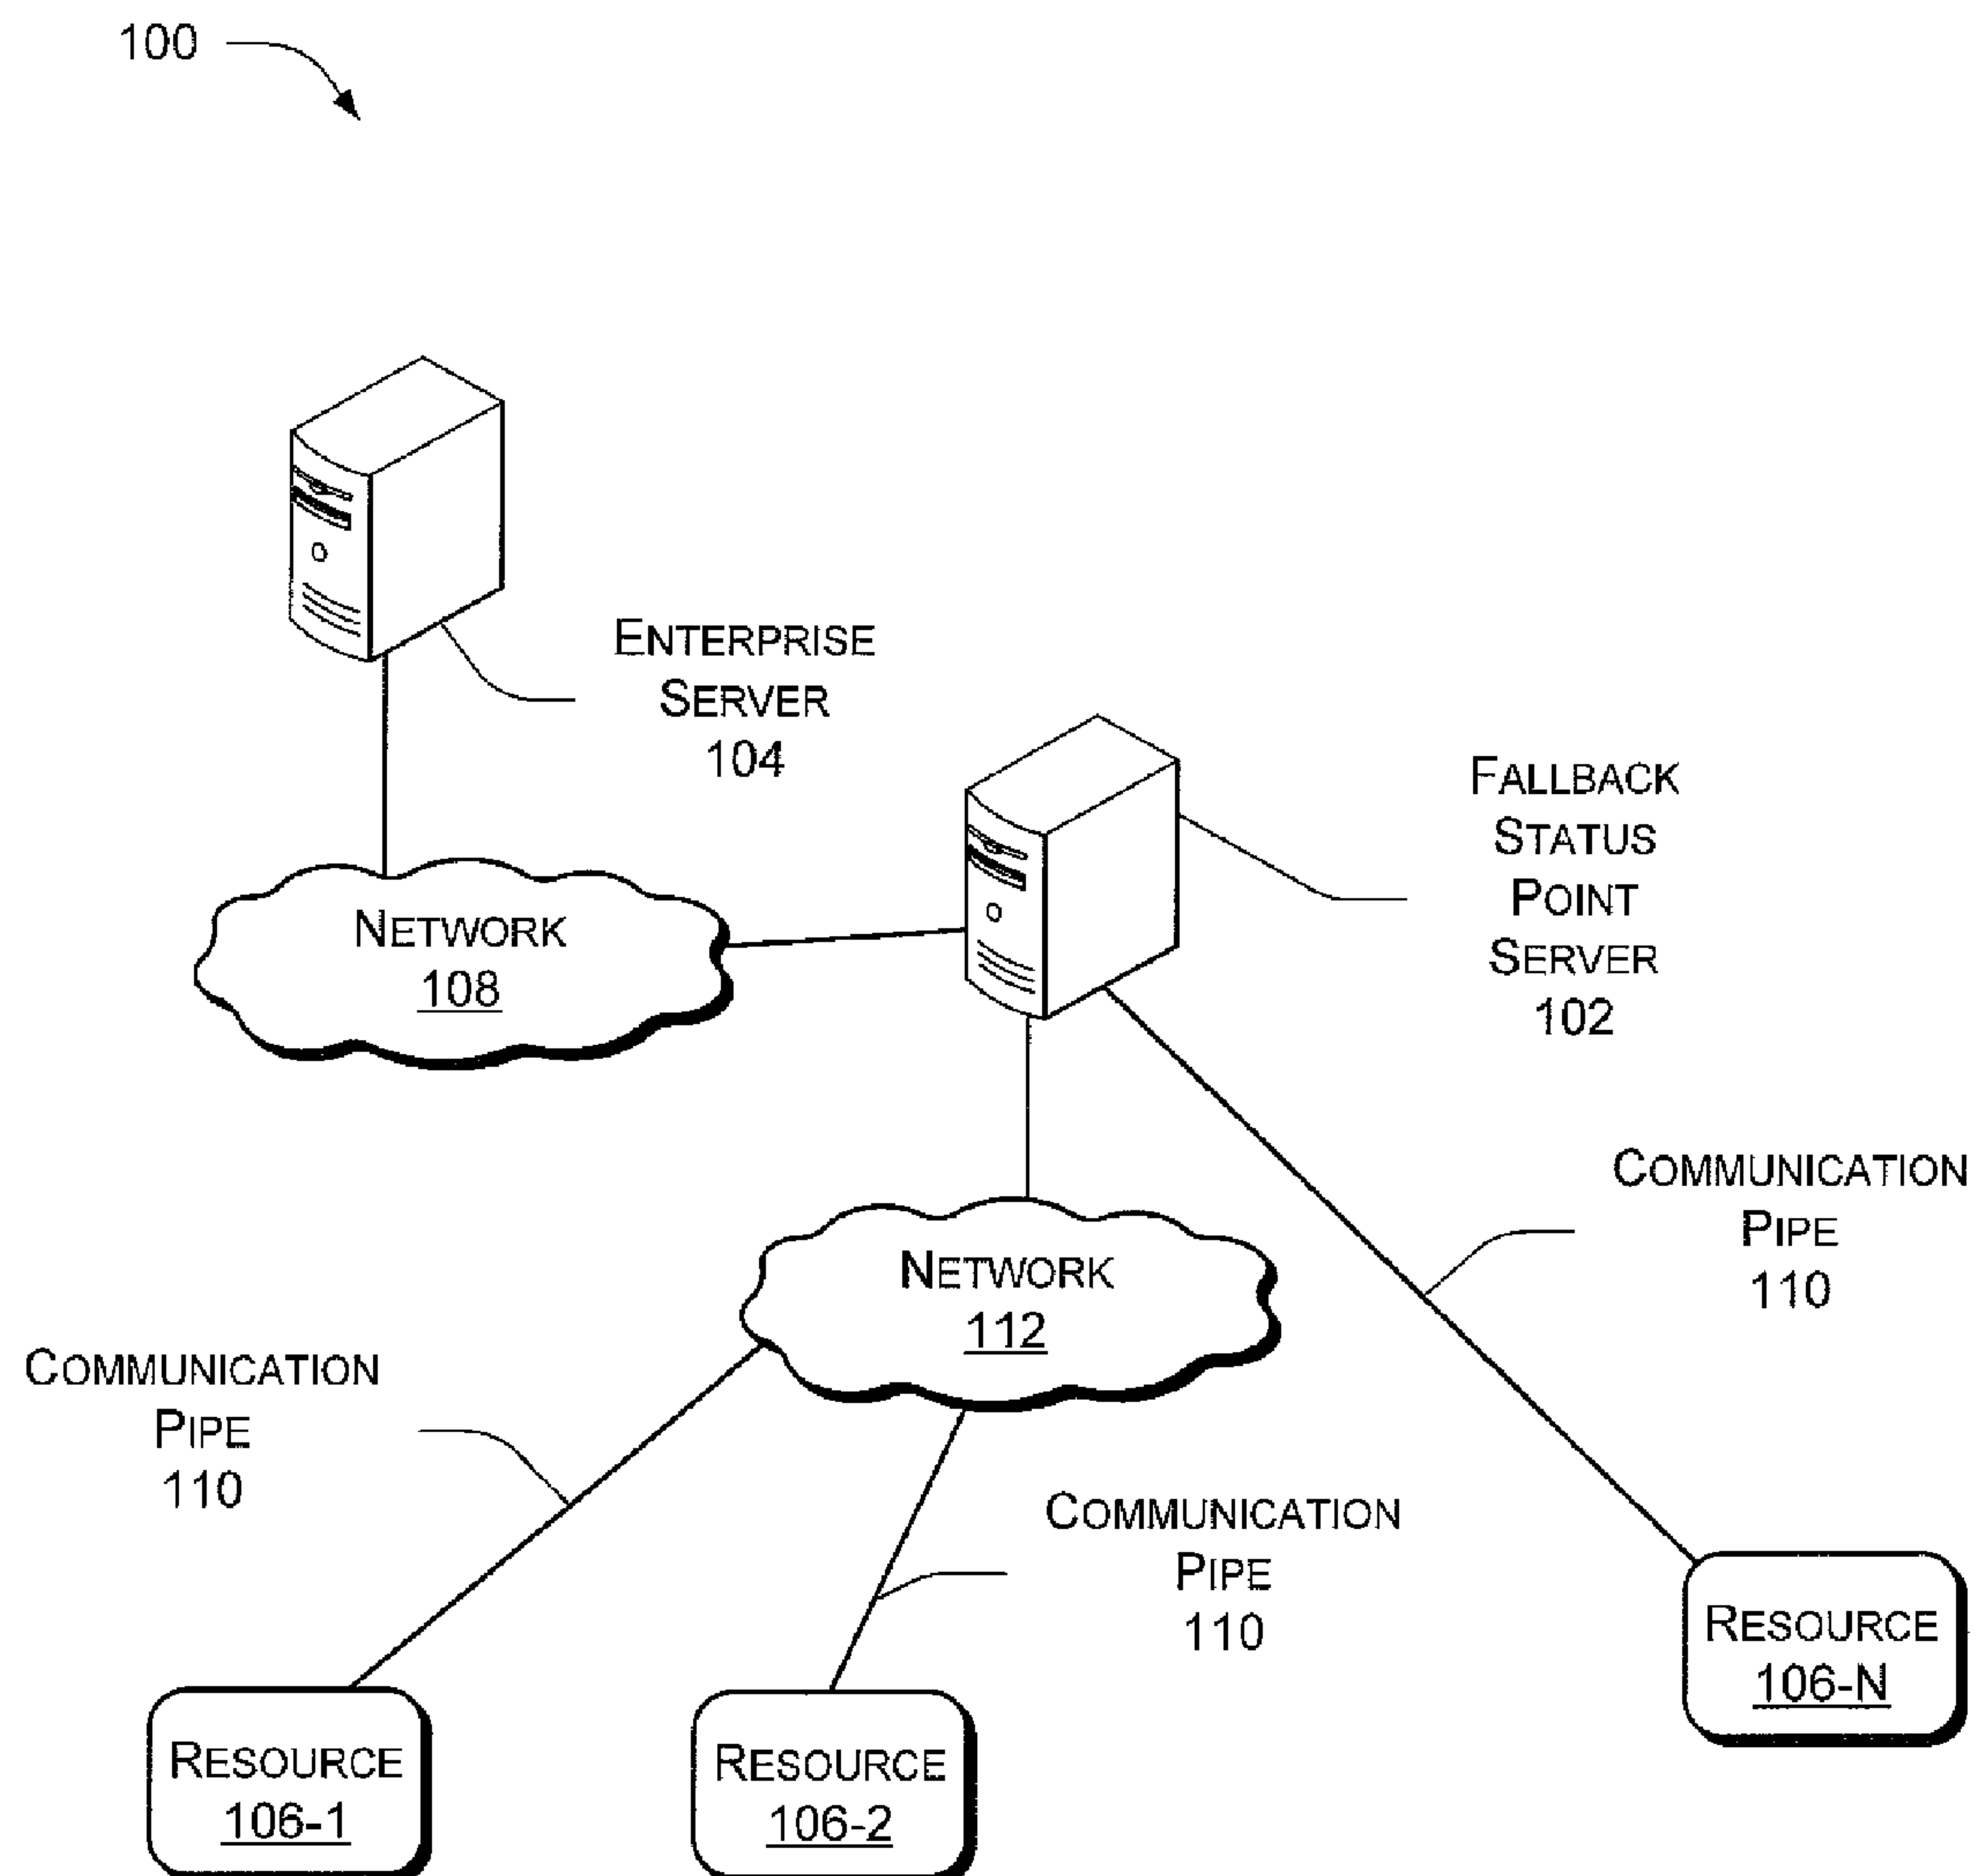 100
ENTERPRISE
SERVER
104
FALLBACK
STATUS
POINT
SERVER
102
NETWORK
108
COMMUNICATION
PIPE
110
NETWORK
112
COMMUNICATION
PIPE
110
COMMUNICATION
PIPE
110
RESOURCE
106-N
RESOURCE
106-1
RESOURCE
106-2